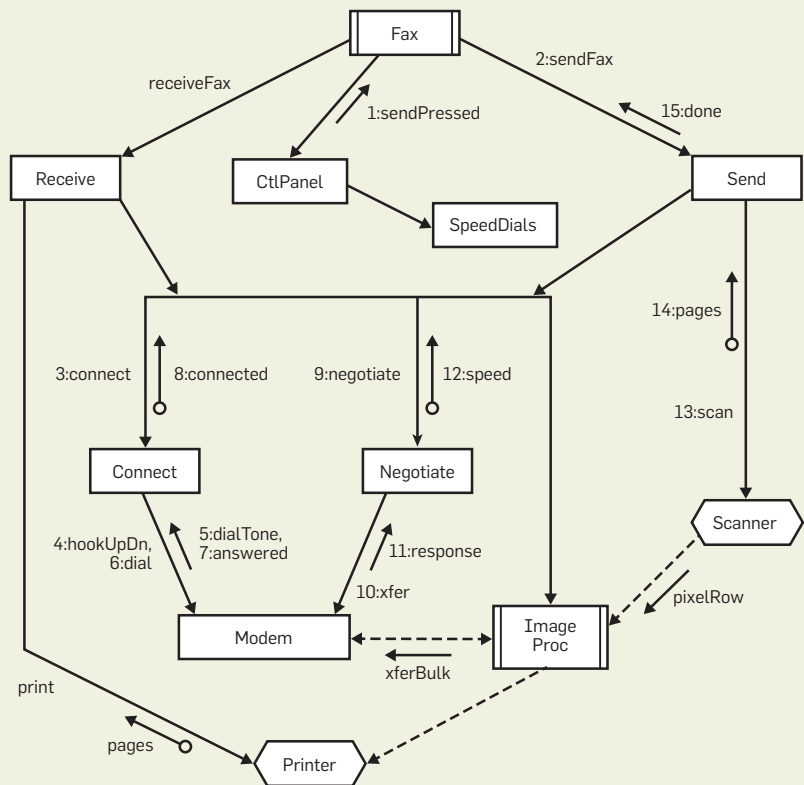 Fax
receiveFax
2:sendFax
1:sendPressed
15:done
Receive
CtlPanel
Send
SpeedDials
14:pages
3:connect
8:connected
9:negotiate
12:speed
13:scan
Connect
Negotiate
Scanner
4:hookUpDn,
6:dial
5:dialTone,
7:answered
11:response
10:xfer
pixelRow
Modem
Image
Proc
xferBulk
print
pages
Printer